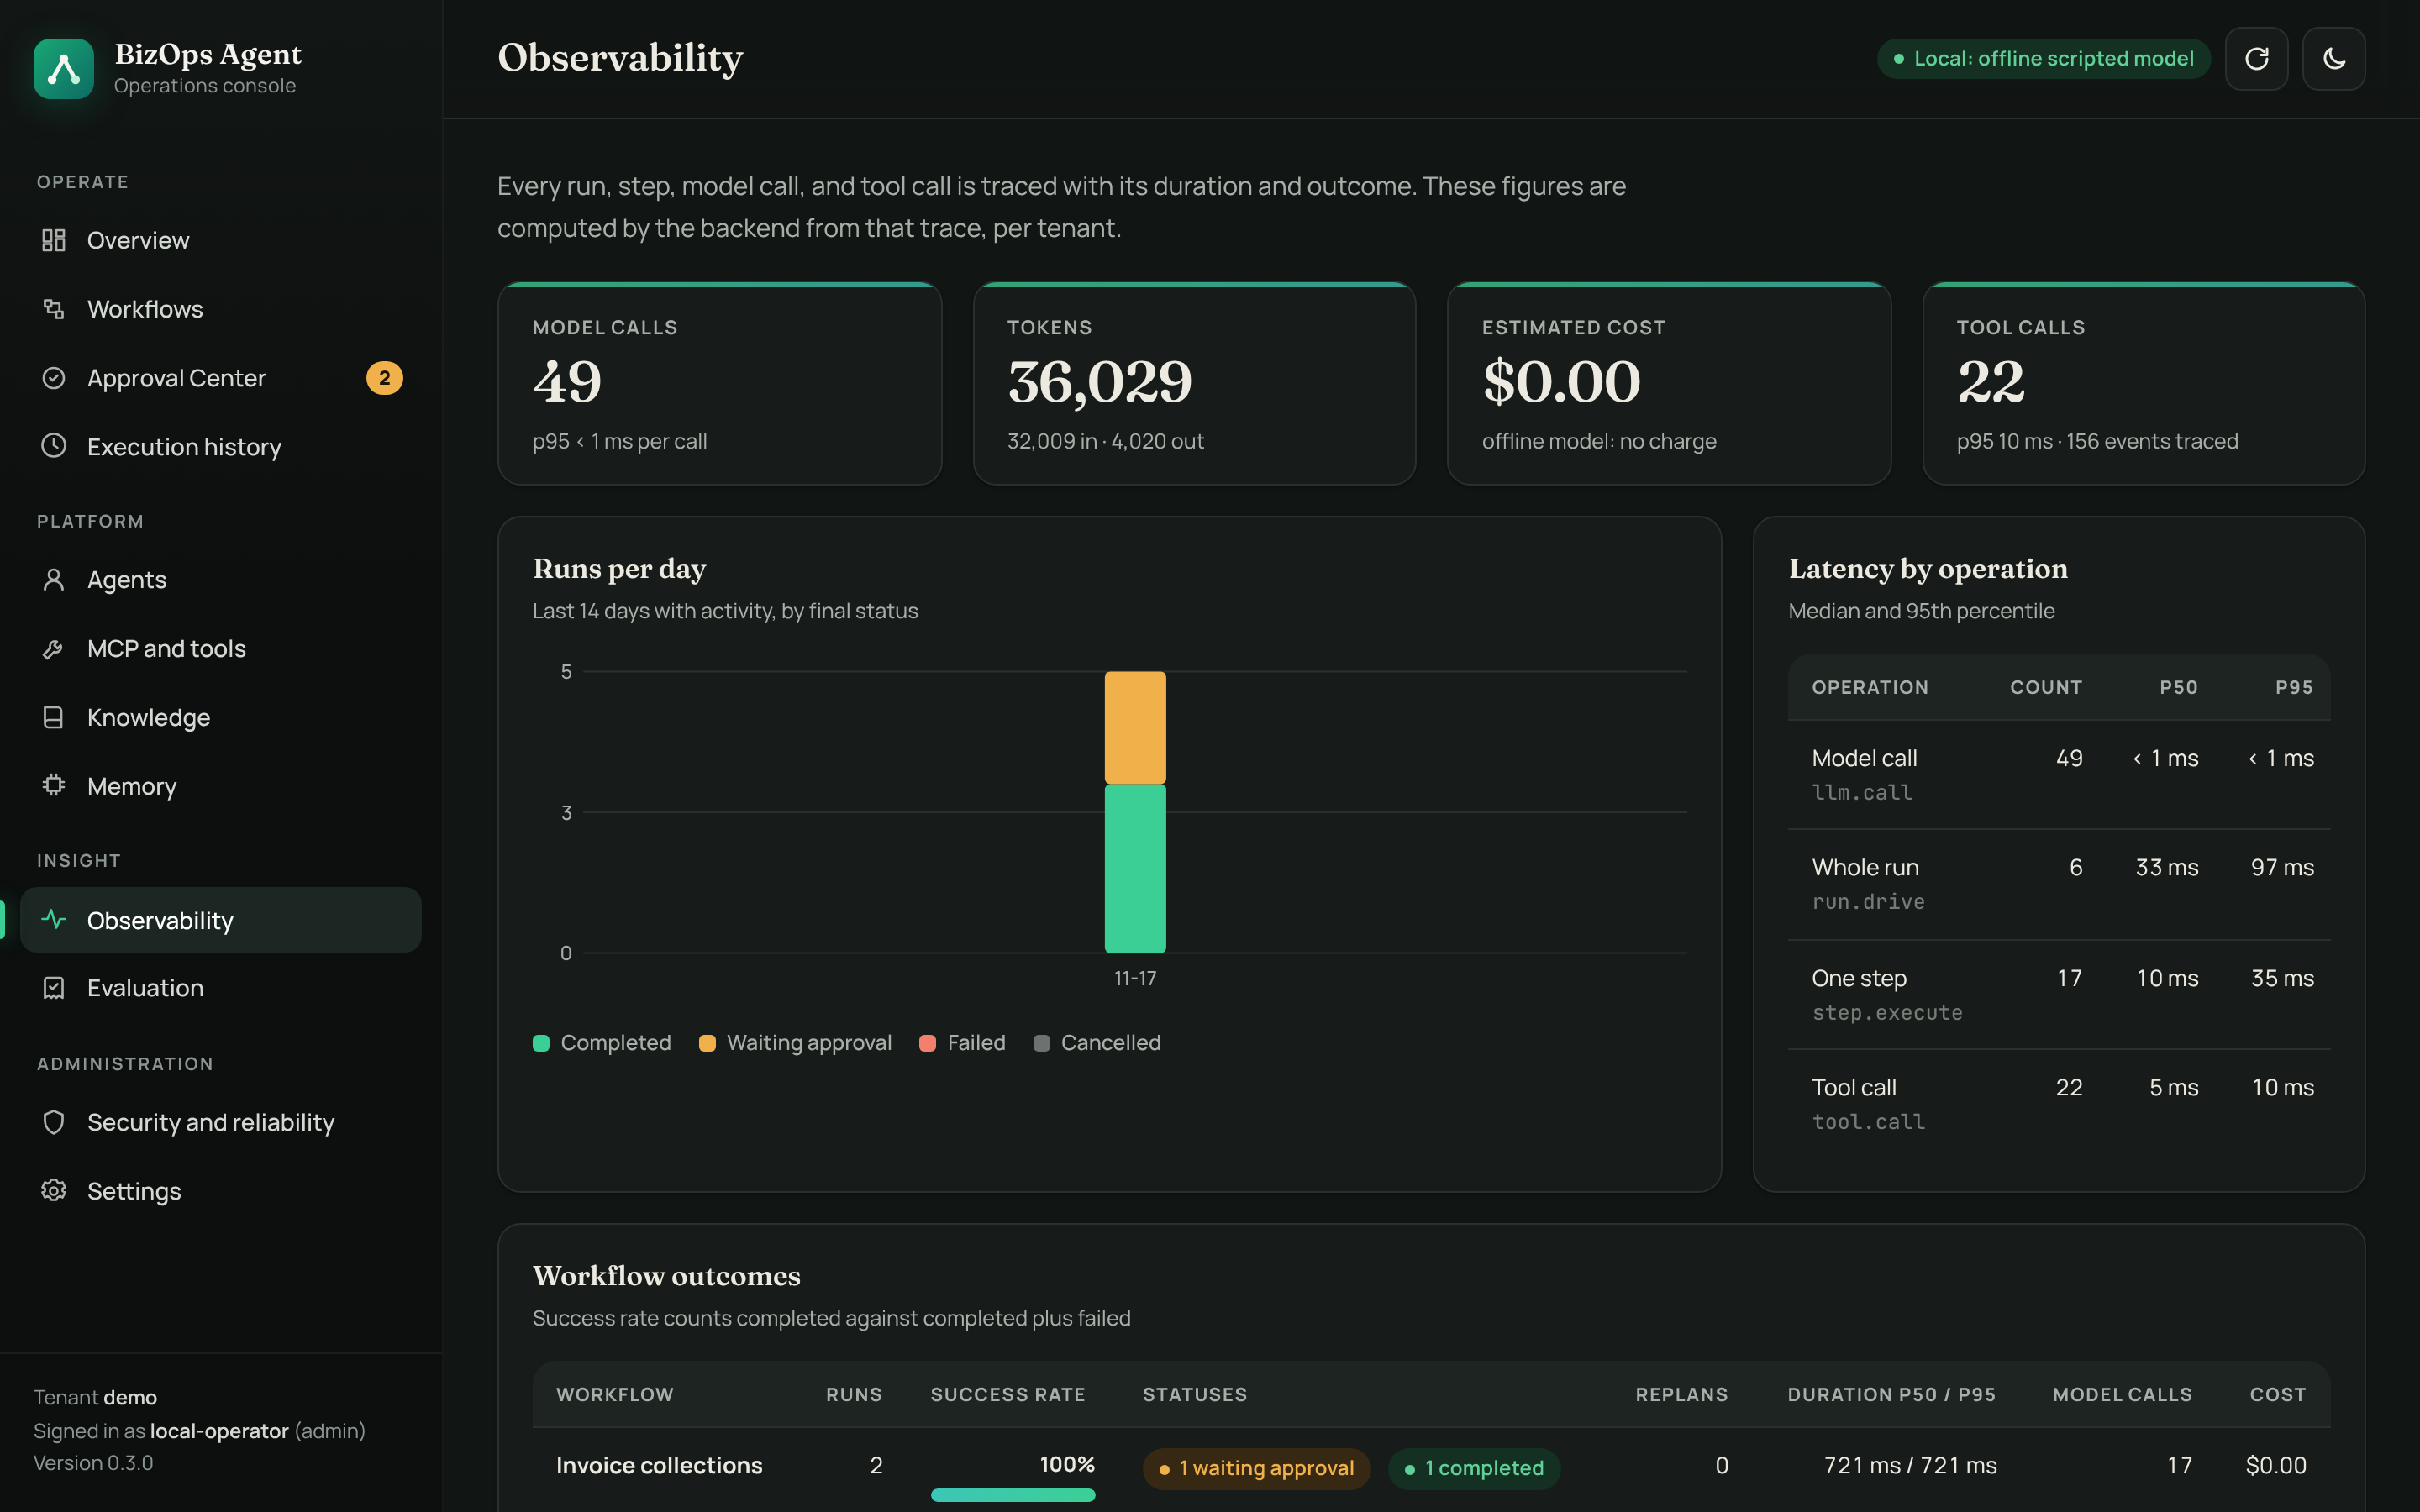 BizOps Agent
Operations console
OPERATE
Overview
Workflows
Approval Center 2
Execution history
PLATFORM
Agents
MCP and tools
Knowledge
Memory
INSIGHT
Observability
Evaluation
ADMINISTRATION
Security and reliability
Settings
Tenant demo
Signed in as local-operator (admin)
Version 0.3.0
Observability
Local: offline scripted model
Every run, step, model call, and tool call is traced with its duration and outcome. These figures are
computed by the backend from that trace, per tenant.
MODEL CALLS
49
p95 < 1 ms per call
TOKENS
36,029
32,009 in · 4,020 out
ESTIMATED COST
$0.00
offline model: no charge
TOOL CALLS
22
p95 10 ms · 156 events traced
Runs per day
Last 14 days with activity, by final status
5
3
0
11-17
Completed Waiting approval Failed Cancelled
Latency by operation
Median and 95th percentile
OPERATION COUNT P50 P95
Model call 49 < 1 ms < 1 ms
llm.call
Whole run 6 33 ms 97 ms
run.drive
One step 17 10 ms 35 ms
step.execute
Tool call 22 5 ms 10 ms
tool.call
Workflow outcomes
Success rate counts completed against completed plus failed
WORKFLOW RUNS SUCCESS RATE STATUSES REPLANS DURATION P50 / P95 MODEL CALLS COST
Invoice collections 2 100% 1 waiting approval 1 completed 0 721 ms / 721 ms 17 $0.00